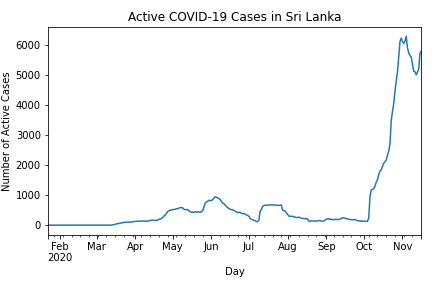 Active COVID-19 Cases in Sri Lanka
Number of Active Cases
6000
5000
4000
3000
2000
1000
0
Feb Mar Apr May Jun Jul Aug Sep Oct Nov
2020
Day